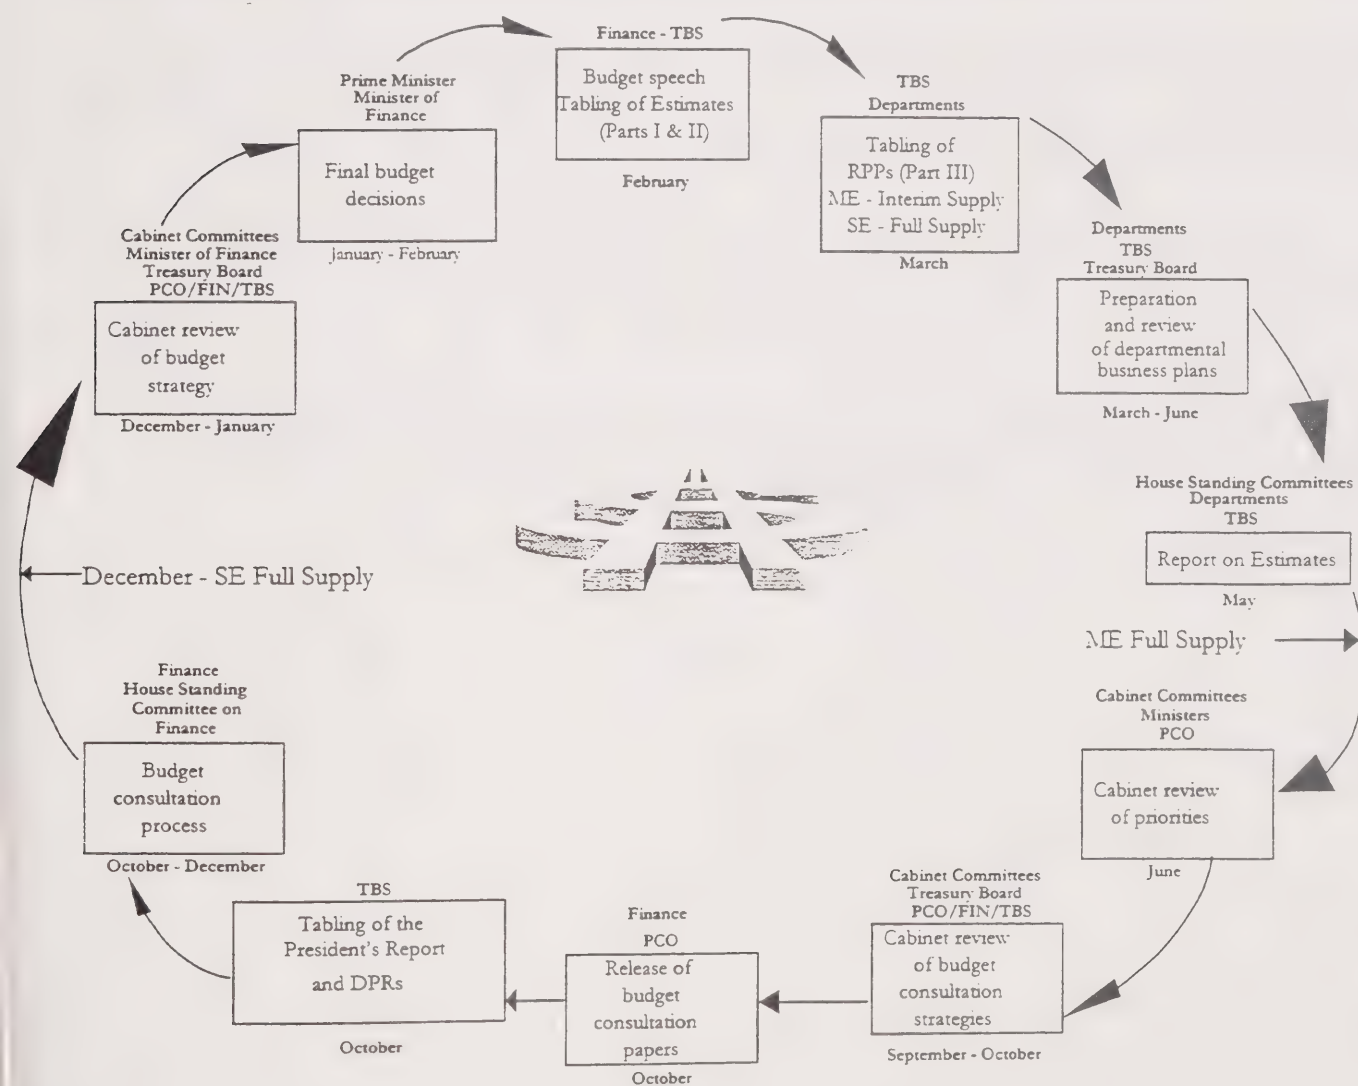 Finance - TBS
Budget speech
Tabling of Estimates
(Parts I & II)
February
TBS
Departments
Tabling of
RPPs (Part III)
ME - Interim Supply
SE - Full Supply
March
Departments
TBS
Treasury Board
Preparation
and review
of departmental
business plans
March - June
House Standing Committees
Departments
TBS
Report on Estimates
May
ME Full Supply
Cabinet Committees
Ministers
PCO
Cabinet review
of priorities
June
Cabinet Committees
Treasury Board
PCO/FIN/TBS
Cabinet review
of budget
consultation
strategies
September - October
Finance
PCO
Release of
budget
consultation
papers
October
TBS
Tabling of the
President's Report
and DPRs
October
Finance
House Standing
Committee on
Finance
Budget
consultation
process
October - December
December - SE Full Supply
Cabinet Committees
Minister of Finance
Treasury Board
PCO/FIN/TBS
Cabinet review
of budget
strategy
December - January
Prime Minister
Minister of
Finance
Final budget
decisions
January - February